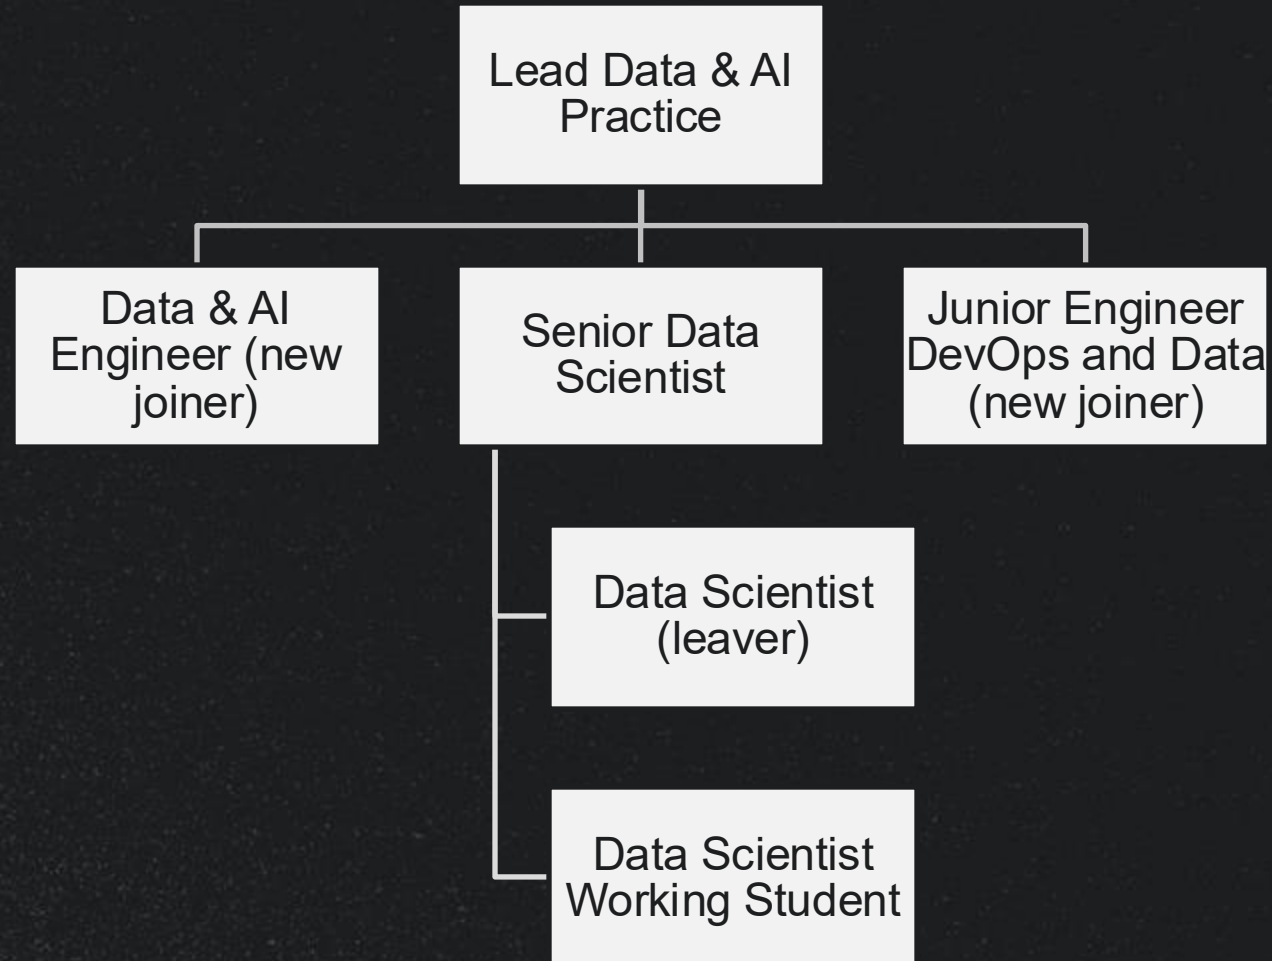 Lead Data & AI
Practice
Data & AI
Engineer (new
joiner)
Senior Data
Scientist
Junior Engineer
DevOps and Data
(new joiner)
Data Scientist
(leaver)
Data Scientist
Working Student